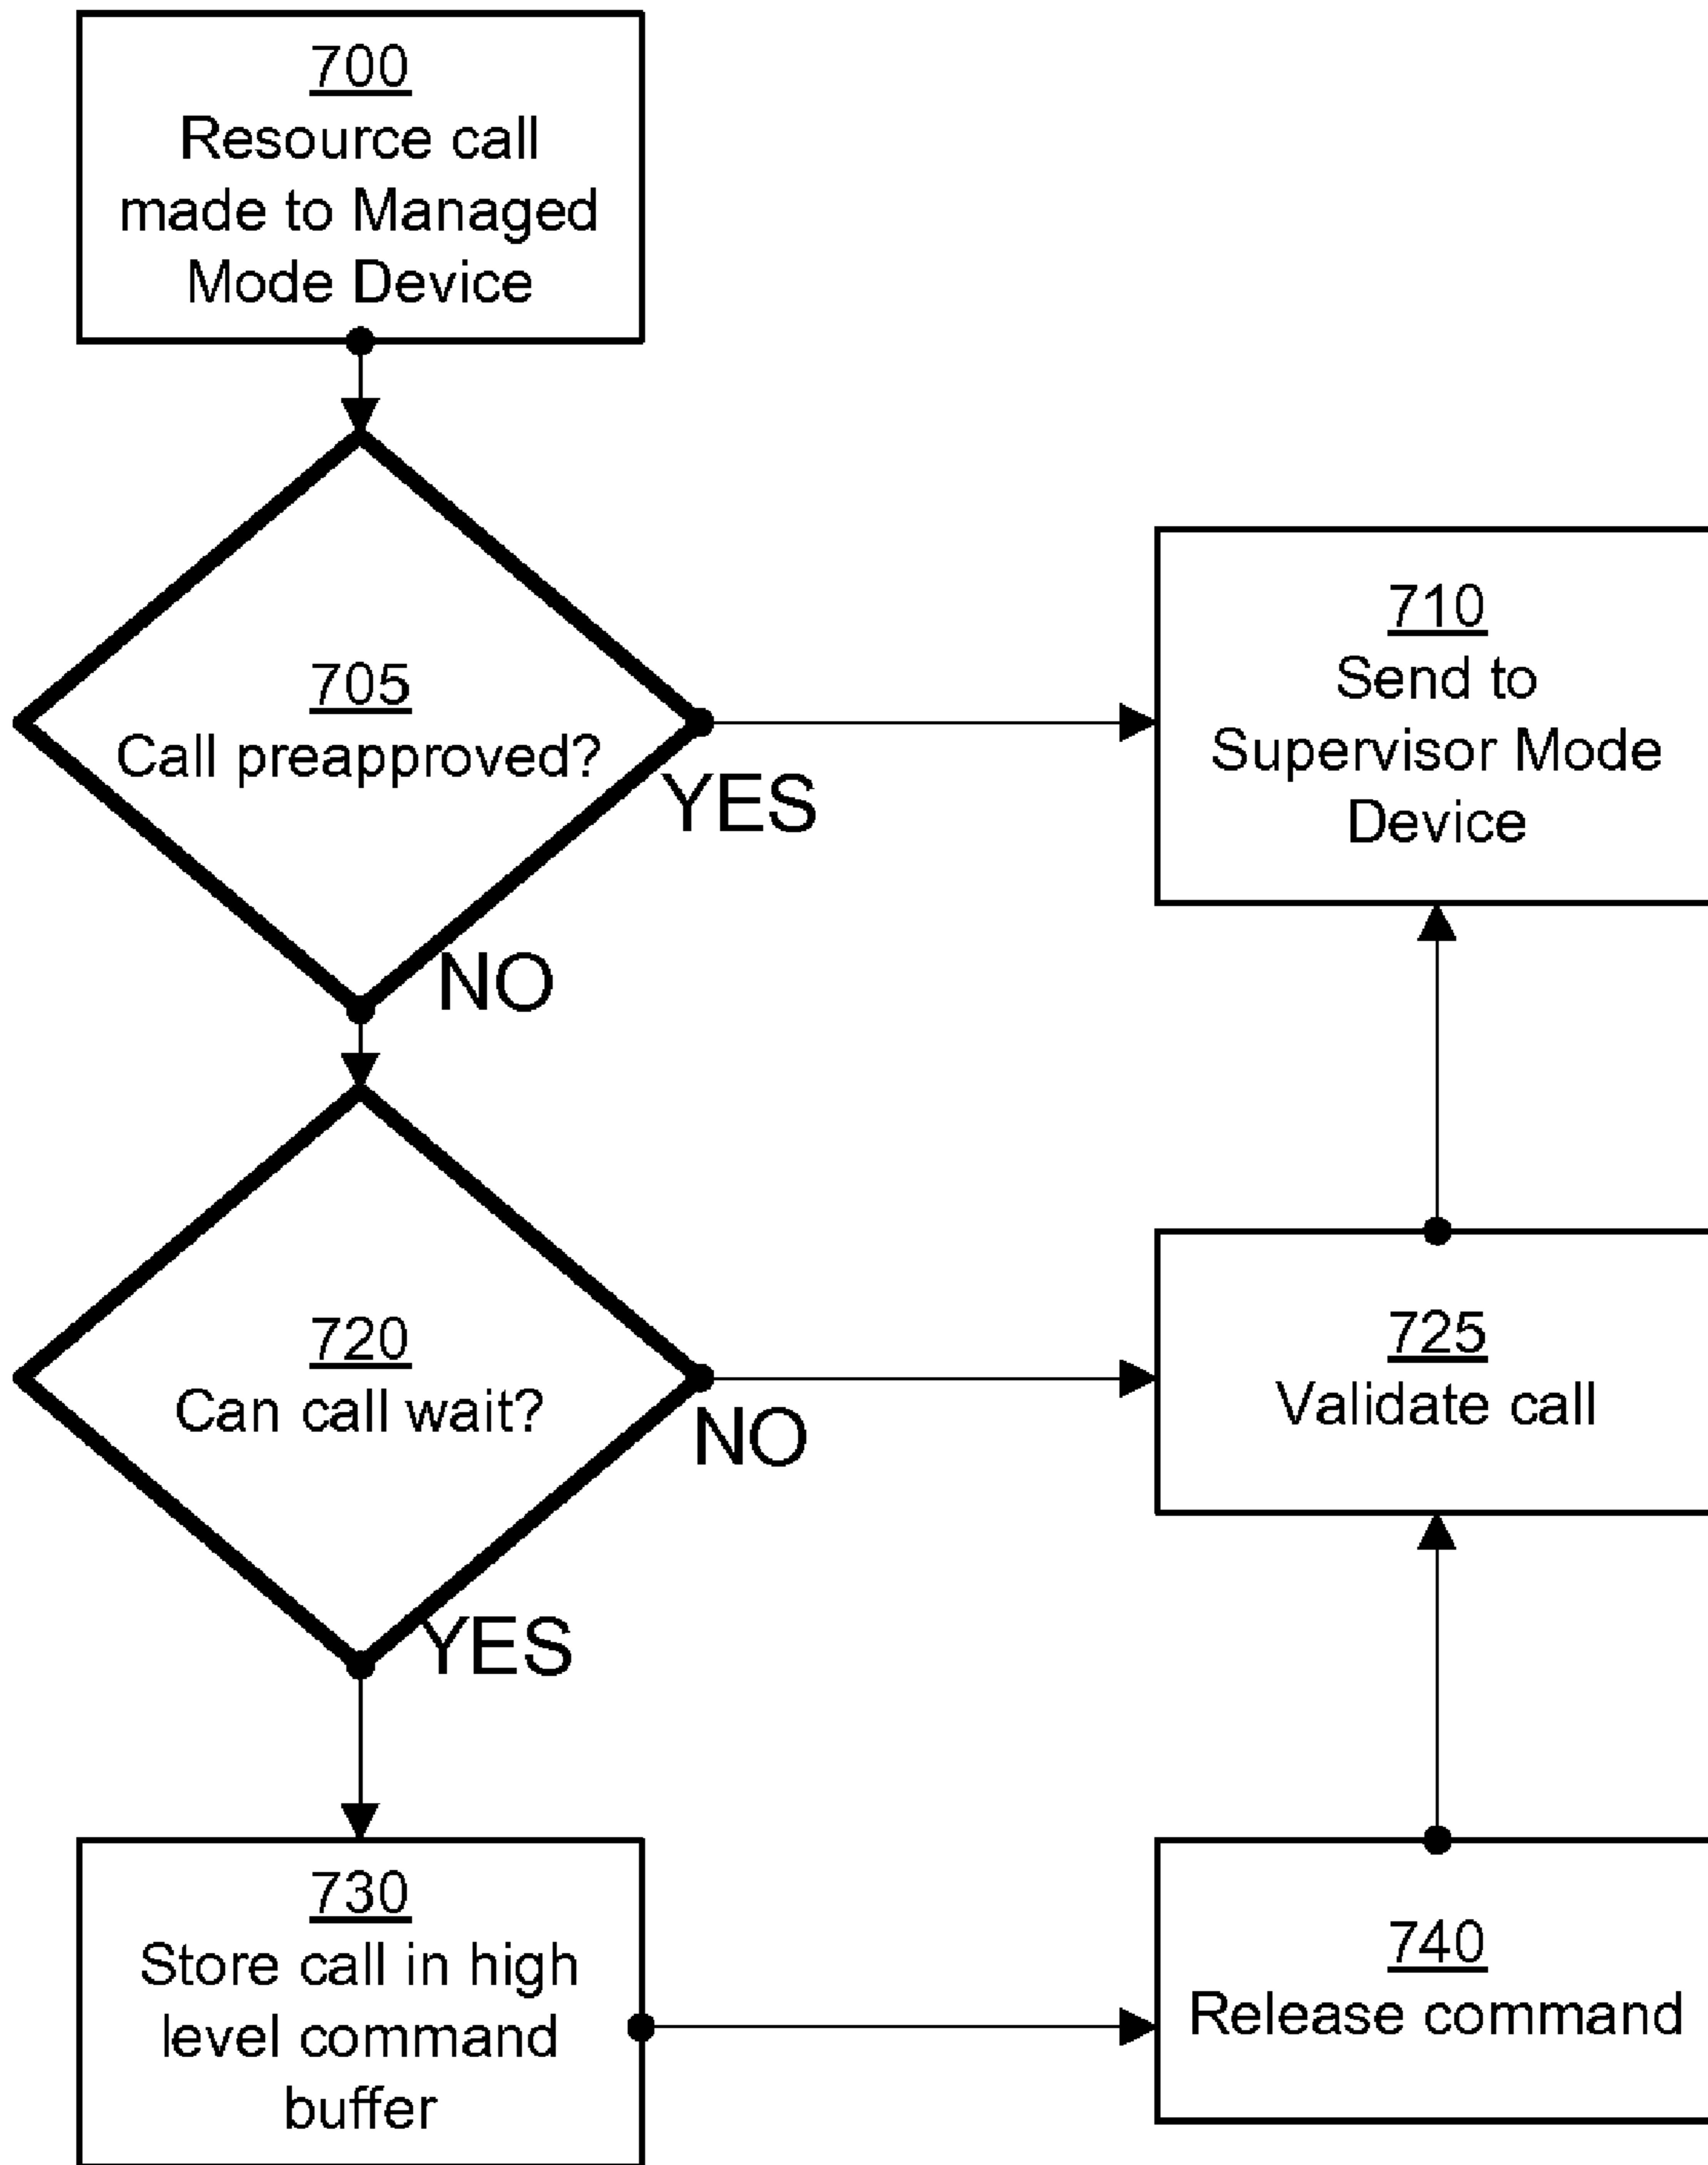 700
Resource call
made to Managed
Mode Device
705
Call preapproved?
YES
NO
710
Send to
Supervisor Mode
Device
720
Can call wait?
NO
YES
725
Validate call
730
Store call in high
level command
buffer
740
Release command